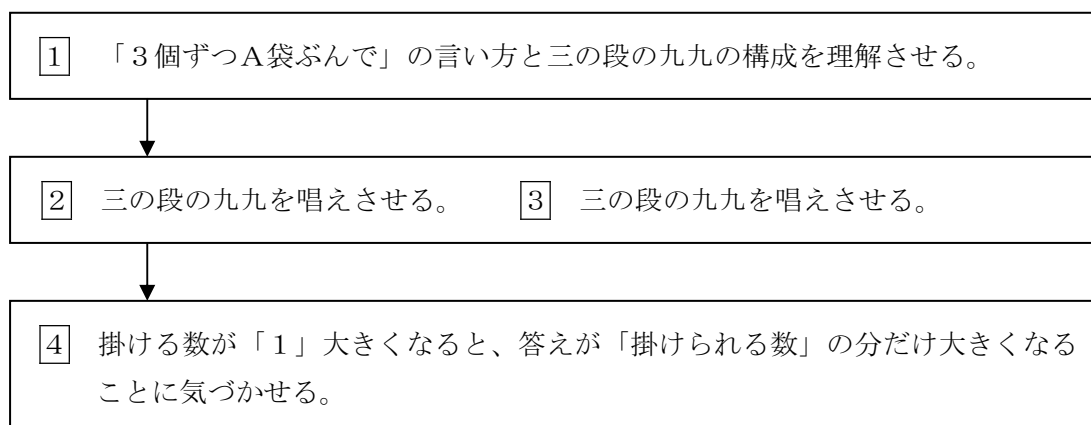 1 「３個ずつＡ袋ぶんで」の言い方と三の段の九九の構成を理解させる。
2 三の段の九九を唱えさせる。 3 三の段の九九を唱えさせる。
4 掛ける数が「１」大きくなると、答えが「掛けられる数」の分だけ大きくなる
ことに気づかせる。